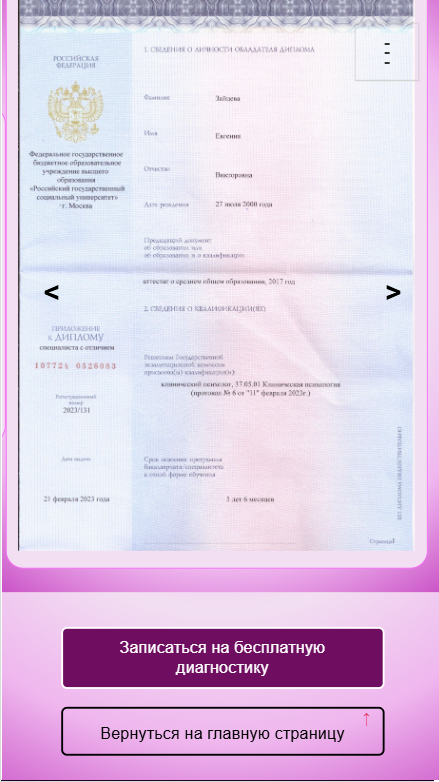 РОССИЙСКАЯ
ФЕДЕРАЦИЯ
Федеральное государственное
бюджетное образовательное
учреждение высшего
образования
«Российский государственный
социальный университет»
г. Москва
1. СВЕДЕНИЯ О ЛИЧНОСТИ ОБЛАДАТЕЛЯ ДИПЛОМА
Фамилия Зайцева
Имя Евгения
Отчество Викторовна
Дата рождения 27 июля 2000 года
Предыдущий документ
об образовании или
об образовании и о квалификации
аттестат о среднем общем образовании, 2017 год
<
>
ПРИЛОЖЕНИЕ
к ДИПЛОМУ
специалиста с отличием
107724 0326083
Регистрационный
номер
2023/131
Дата выдачи
21 февраля 2023 года
2. СВЕДЕНИЯ О КВАЛИФИКАЦИИ(ЯХ)
Решением Государственной
экзаменационной комиссии
присвоена(ы) квалификация(и):
клинический психолог, 37.05.01 Клиническая психология
(протокол № 6 от "11" февраля 2023г.)
Срок освоения программы
бакалавриата/специалитета
в очной форме обучения
5 лет 6 месяцев
БЕЗ ДИПЛОМА НЕДЕЙСТВИТЕЛЬНО
Страница 1
Записаться на бесплатную
диагностику
Вернуться на главную страницу ↑